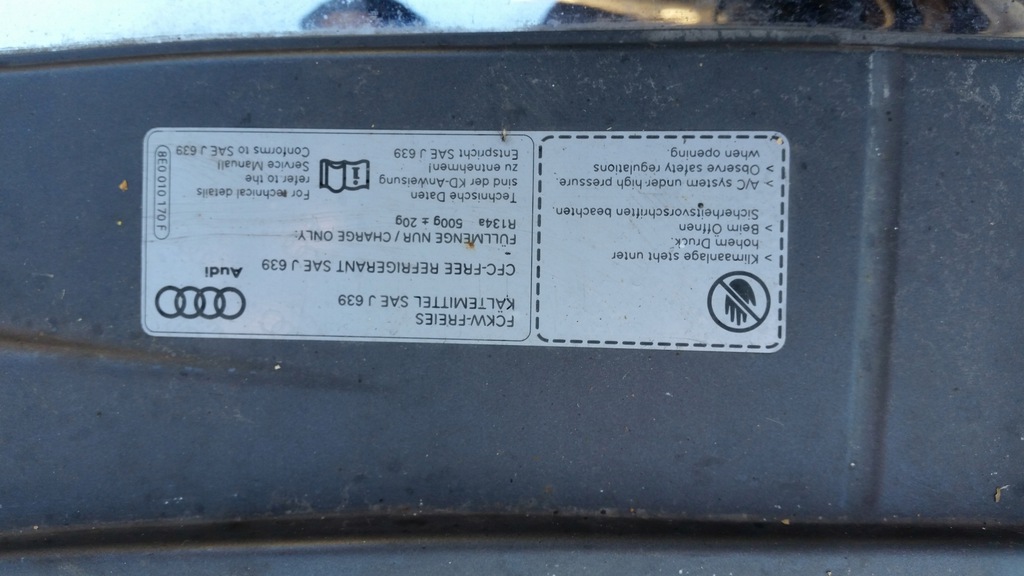 > Klimaanlage steht unter
hohem Druck.
> Beim Öffnen
Sicherheitsvorschriften beachten.
> A/C System under high pressure.
> Observe safety regulations
when opening.
FCKW-FREIES
KÄLTEMITTEL SAE J 639
CFC-FREE REFRIGERANT SAE J 639
-
FÜLLMENGE NUR / CHARGE ONLY:
R134a 500g ± 20g
Technische Daten
sind der KD-Anweisung
zu entnehmen!
Entspricht SAE J 639
Audi
For technical details
refer to the
Service Manual!
Conforms to SAE J 639
8E0 010 170 F